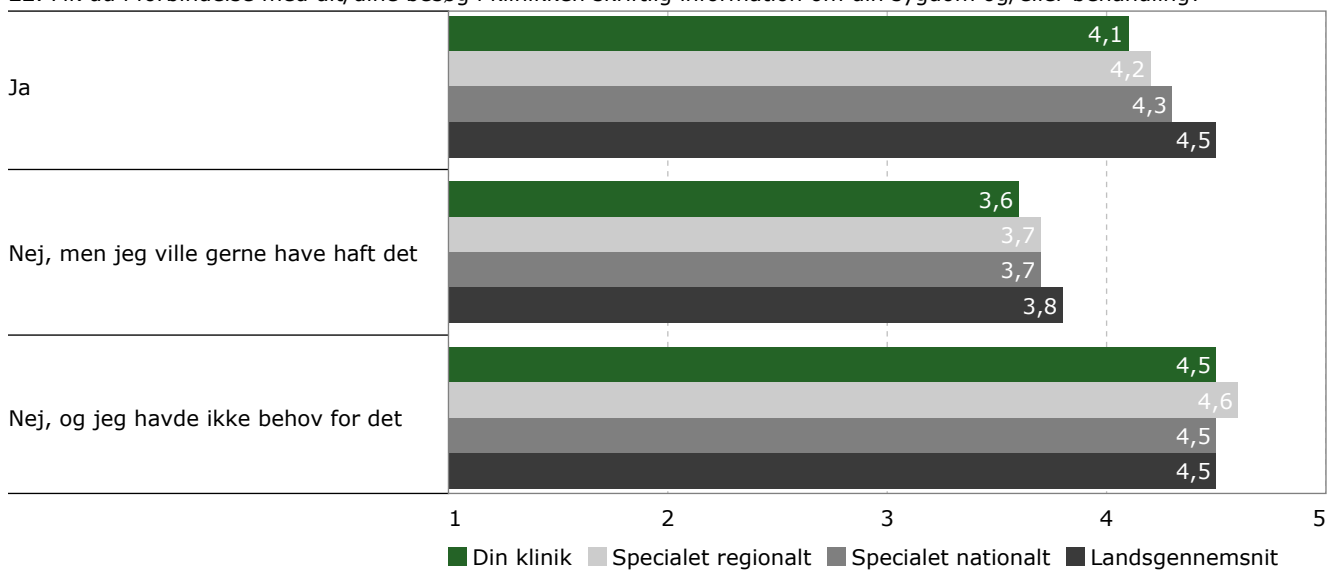 Ja
4,1
4,2
4,3
4,5
Nej, men jeg ville gerne have haft det
3,6
3,7
3,7
3,8
Nej, og jeg havde ikke behov for det
4,5
4,6
4,5
4,5
1 2 3 4 5
Din klinik Specialet regionalt Specialet nationalt Landsgennemsnit